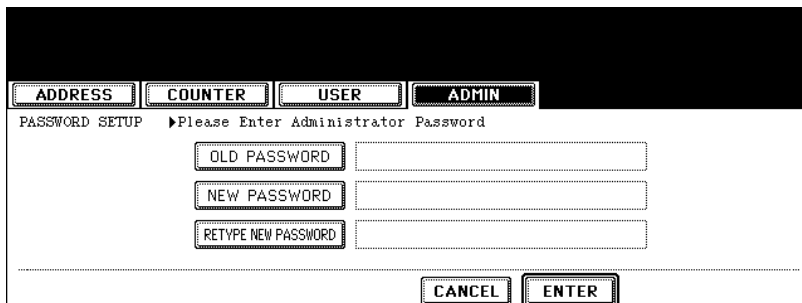 ADDRESS COUNTER USER ADMIN
PASSWORD SETUP ▶Please Enter Administrator Password
OLD PASSWORD
NEW PASSWORD
RETYPE NEW PASSWORD
CANCEL ENTER